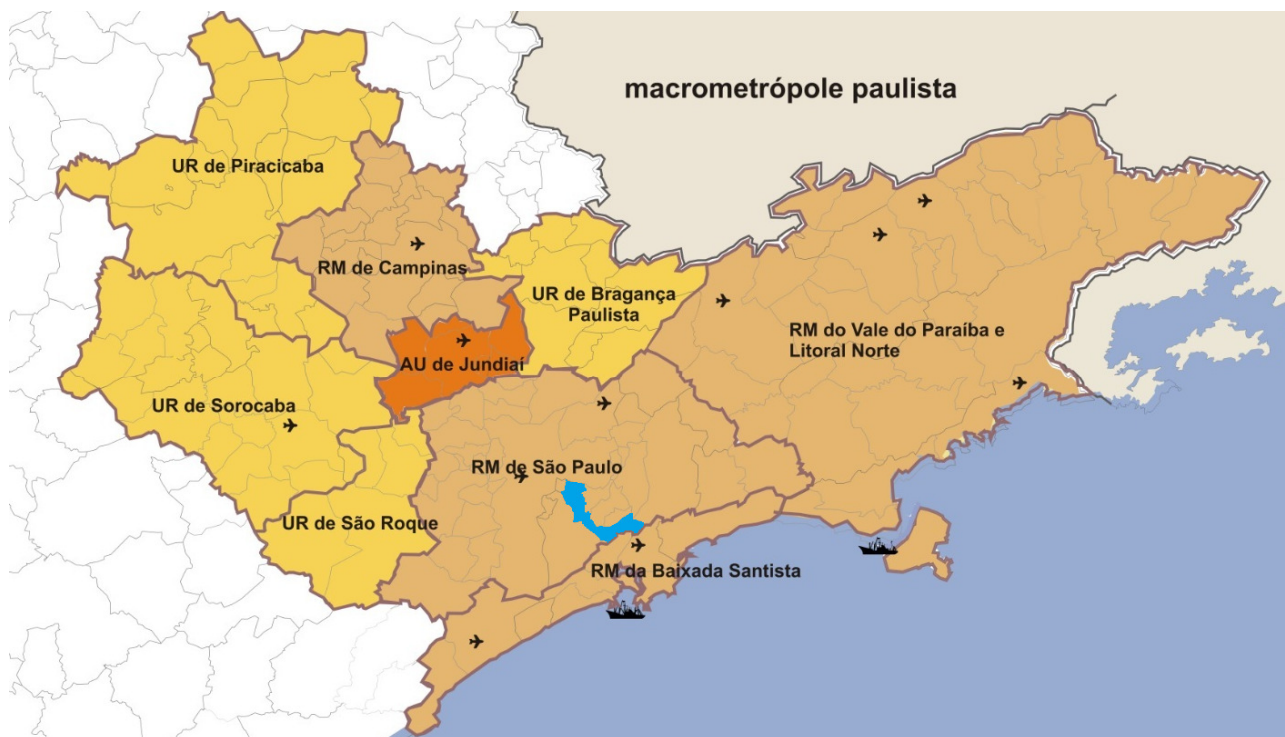 macrometrópole paulista
UR de Piracicaba
RM de Campinas
UR de Bragança
Paulista
RM do Vale do Paraíba e
Litoral Norte
AU de Jundiaí
UR de Sorocaba
RM de São Paulo
UR de São Roque
RM da Baixada Santista